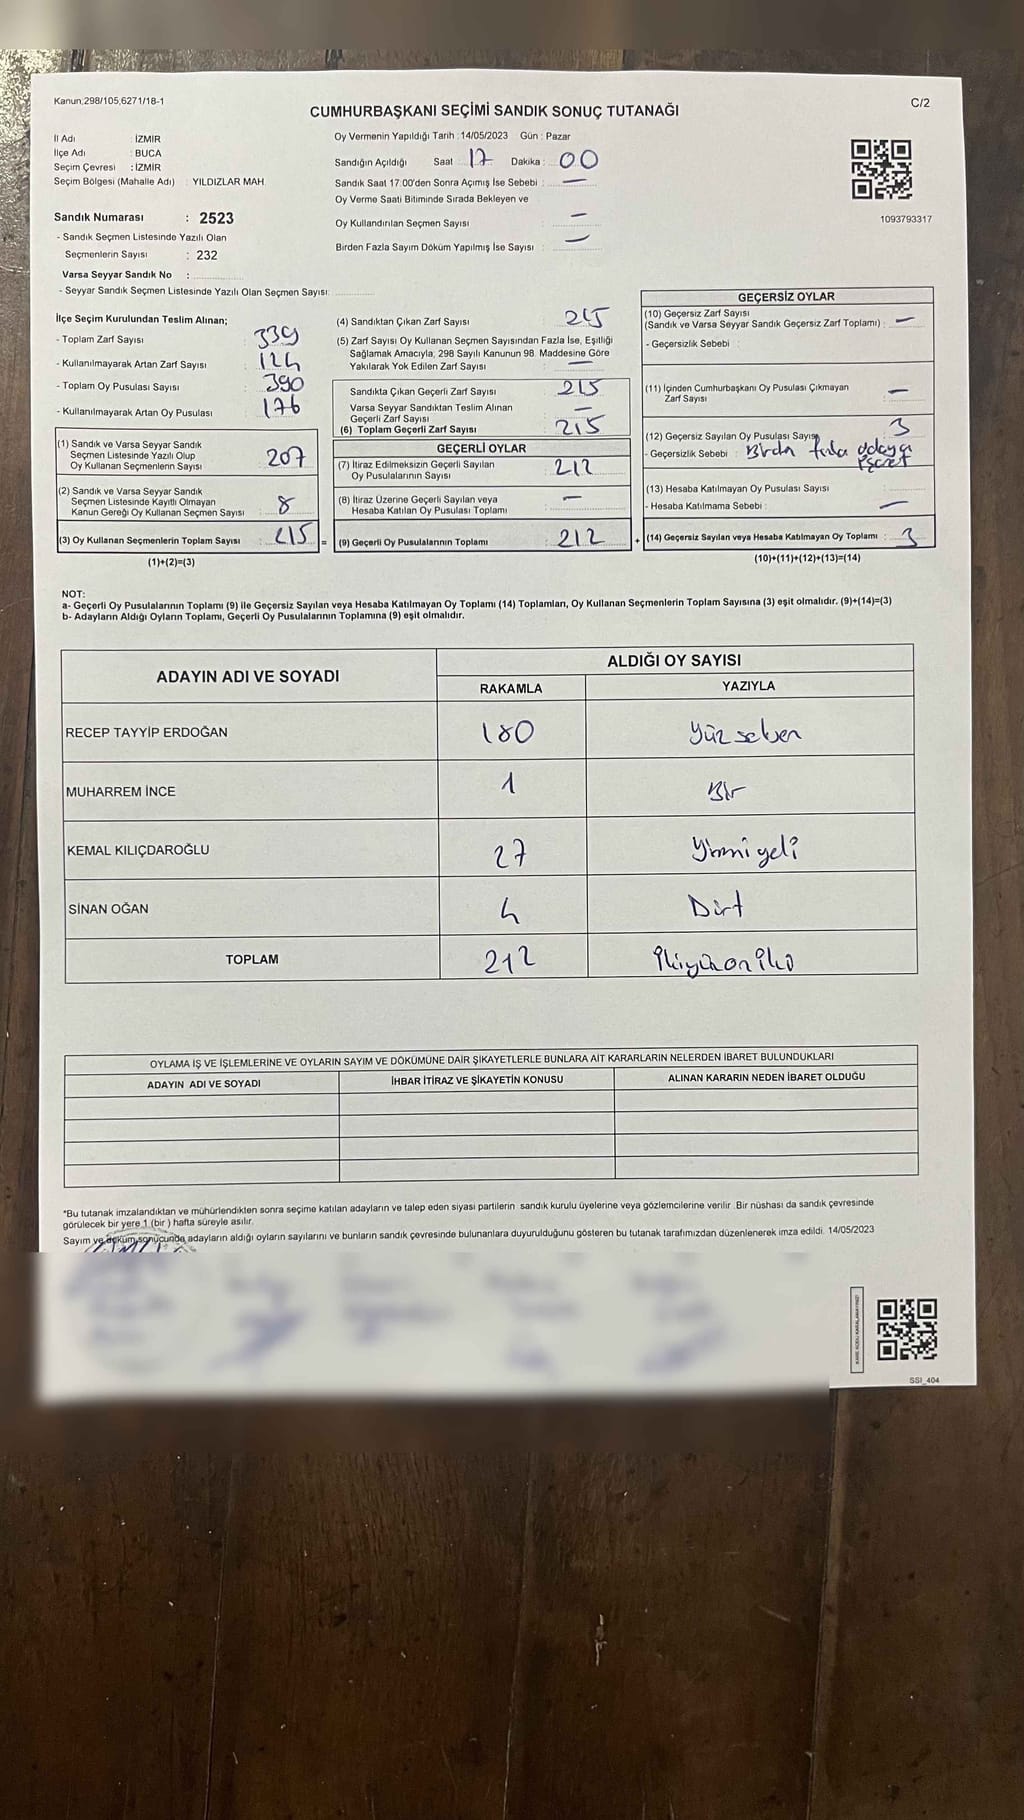 Kanun,298/105,6271/18-1
C/2
CUMHURBAŞKANI SEÇİMİ SANDIK SONUÇ TUTANAĞI
İl Adı : İZMİR
İlçe Adı : BUCA
Seçim Çevresi : İZMİR
Seçim Bölgesi (Mahalle Adı) : YILDIZLAR MAH.
Sandık Numarası : 2523
- Sandık Seçmen Listesinde Yazılı Olan
Seçmenlerin Sayısı : 232
Varsa Seyyar Sandık No :
- Seyyar Sandık Seçmen Listesinde Yazılı Olan Seçmen Sayısı:
Oy Vermenin Yapıldığı Tarih : 14/05/2023 Gün : Pazar
Sandığın Açıldığı Saat : 17 Dakika : 00
Sandık Saat 17:00'den Sonra Açımış İse Sebebi : —
Oy Verme Saati Bitiminde Sırada Bekleyen ve
Oy Kullandırılan Seçmen Sayısı : —
Birden Fazla Sayım Döküm Yapılmış İse Sayısı : —
1093793317
İlçe Seçim Kurulundan Teslim Alınan;
- Toplam Zarf Sayısı : 339
- Kullanılmayarak Artan Zarf Sayısı : 124
- Toplam Oy Pusulası Sayısı : 390
- Kullanılmayarak Artan Oy Pusulası : 176
(1) Sandık ve Varsa Seyyar Sandık
Seçmen Listesinde Yazılı Olup
Oy Kullanan Seçmenlerin Sayısı : 207
(2) Sandık ve Varsa Seyyar Sandık
Seçmen Listesinde Kayıtlı Olmayan
Kanun Gereği Oy Kullanan Seçmen Sayısı : 8
(3) Oy Kullanan Seçmenlerin Toplam Sayısı : 215 =
(1)+(2)=(3)
(4) Sandıktan Çıkan Zarf Sayısı : 215
(5) Zarf Sayısı Oy Kullanan Seçmen Sayısından Fazla İse, Eşitliği
Sağlamak Amacıyla, 298 Sayılı Kanunun 98. Maddesine Göre
Yakılarak Yok Edilen Zarf Sayısı : —
Sandıkta Çıkan Geçerli Zarf Sayısı : 215
Varsa Seyyar Sandıktan Teslim Alınan
Geçerli Zarf Sayısı : —
(6) Toplam Geçerli Zarf Sayısı : 215
GEÇERLİ OYLAR
(7) İtiraz Edilmeksizin Geçerli Sayılan
Oy Pusulalarının Sayısı : 212
(8) İtiraz Üzerine Geçerli Sayılan veya
Hesaba Katılan Oy Pusulası Toplamı : —
(9) Geçerli Oy Pusulalarının Toplamı : 212 +
GEÇERSİZ OYLAR
(10) Geçersiz Zarf Sayısı
(Sandık ve Varsa Seyyar Sandık Geçersiz Zarf Toplamı) : —
- Geçersizlik Sebebi :
(11) İçinden Cumhurbaşkanı Oy Pusulası Çıkmayan
Zarf Sayısı : —
(12) Geçersiz Sayılan Oy Pusulası Sayısı : 3
- Geçersizlik Sebebi : Birden fazla adaya
işaret
(13) Hesaba Katılmayan Oy Pusulası Sayısı :
- Hesaba Katılmama Sebebi : —
(14) Geçersiz Sayılan veya Hesaba Katılmayan Oy Toplamı : 3
(10)+(11)+(12)+(13)=(14)
NOT:
a- Geçerli Oy Pusulalarının Toplamı (9) ile Geçersiz Sayılan veya Hesaba Katılmayan Oy Toplamı (14) Toplamları, Oy Kullanan Seçmenlerin Toplam Sayısına (3) eşit olmalıdır. (9)+(14)=(3)
b- Adayların Aldığı Oyların Toplamı, Geçerli Oy Pusulalarının Toplamına (9) eşit olmalıdır.
ADAYIN ADI VE SOYADI
ALDIĞI OY SAYISI
RAKAMLA YAZIYLA
RECEP TAYYİP ERDOĞAN 180 Yüz seksen
MUHARREM İNCE 1 Bir
KEMAL KILIÇDAROĞLU 27 Yirmi yedi
SİNAN OĞAN 4 Dört
TOPLAM 212 İkiyüzoniki
OYLAMA İŞ VE İŞLEMLERİNE VE OYLARIN SAYIM VE DÖKÜMÜNE DAİR ŞİKAYETLERLE BUNLARA AİT KARARLARIN NELERDEN İBARET BULUNDUKLARI
ADAYIN ADI VE SOYADI İHBAR İTİRAZ VE ŞİKAYETİN KONUSU ALINAN KARARIN NEDEN İBARET OLDUĞU
*Bu tutanak imzalandıktan ve mühürlendikten sonra seçime katılan adayların ve talep eden siyasi partilerin sandık kurulu üyelerine veya gözlemcilerine verilir. Bir nüshası da sandık çevresinde
görülecek bir yere 1 (bir) hafta süreyle asılır.
Sayım ve döküm sonucunda adayların aldığı oyların sayılarını ve bunların sandık çevresinde bulunanlara duyurulduğunu gösteren bu tutanak tarafımızdan düzenlenerek imza edildi. 14/05/2023
SSI_404